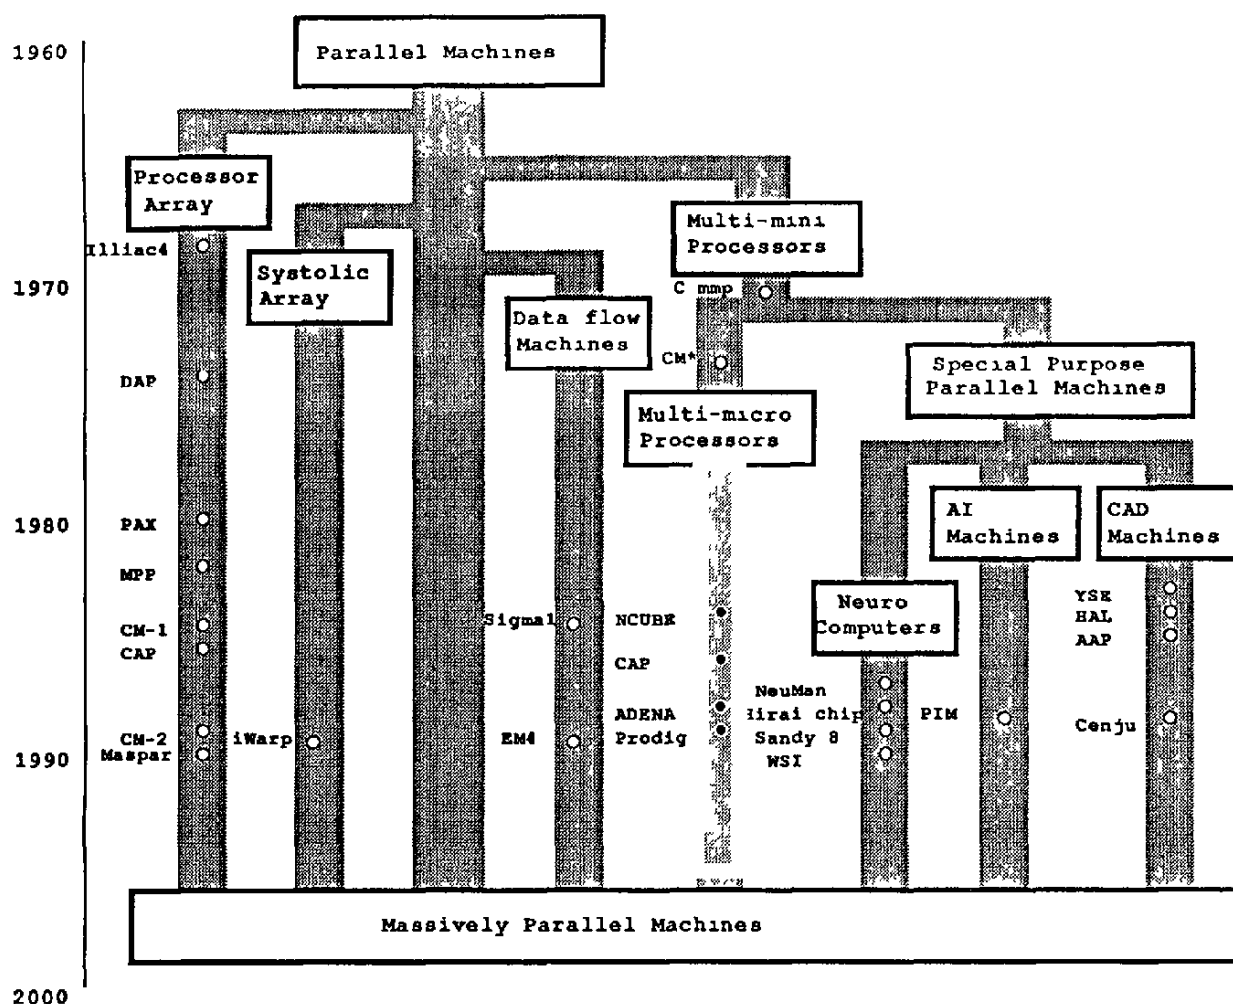 1960
Parallel Machines
Processor
Array
Multi-mini
Processors
Illiac4
Systolic
Array
1970
C mmp
Data flow
Machines
CM*
Special Purpose
Parallel Machines
DAP
Multi-micro
Processors
1980
PAX
AI
Machines
CAD
Machines
MPP
Neuro
Computers
YSE
HAL
AAP
CM-1
CAP
Sigma1
NCUBE
CAP
NeuMan
Hirai chip
Sandy 8
WSI
ADENA
Prodig
PIM
Cenju
CM-2
Maspar
iWarp
EM4
1990
Massively Parallel Machines
2000